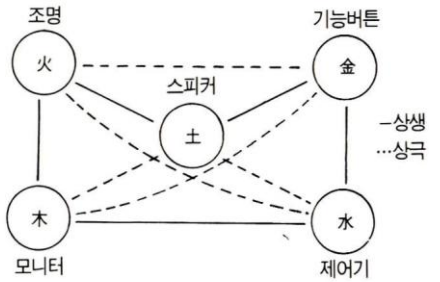 조명
기능버튼
火
金
스피커
土
－상생
…상극
木
水
모니터
제어기